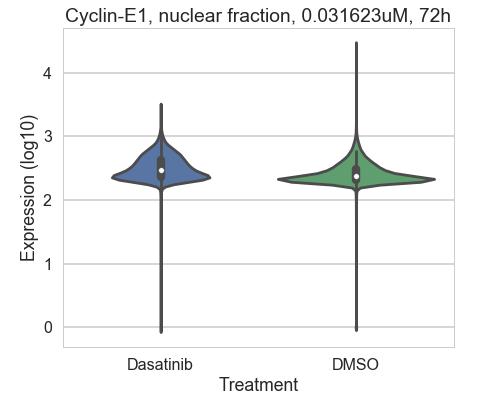 Cyclin-E1, nuclear fraction, 0.031623uM, 72h
Expression (log10)
4
3
2
1
0
Dasatinib DMSO
Treatment